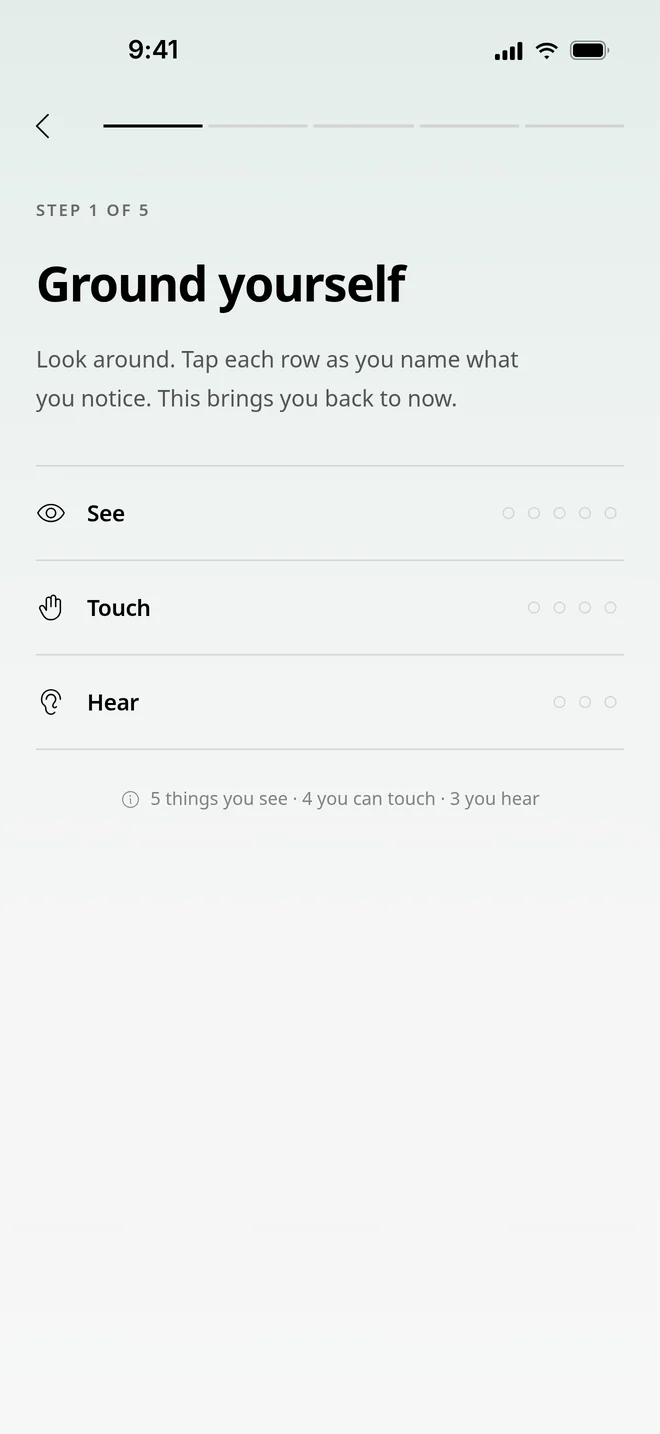 9:41
STEP 1 OF 5
Ground yourself
Look around. Tap each row as you name what
you notice. This brings you back to now.
See
Touch
Hear
5 things you see · 4 you can touch · 3 you hear